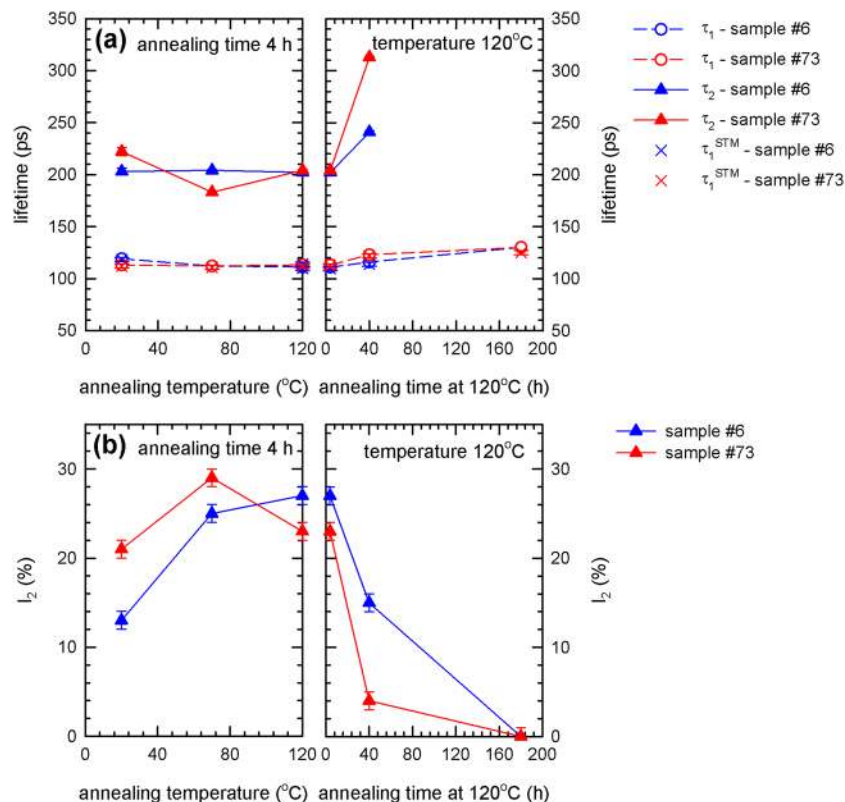 (a)
annealing time 4 h
temperature 120°C
350
300
250
200
150
100
50
lifetime (ps)
350
300
250
200
150
100
50
lifetime (ps)
0 40 80 120
0 40 80 120 160 200
annealing temperature (°C)
annealing time at 120°C (h)
τ1 - sample #6
τ1 - sample #73
τ2 - sample #6
τ2 - sample #73
τ1STM - sample #6
τ1STM - sample #73
(b)
annealing time 4 h
temperature 120°C
30
20
10
0
I2 (%)
30
20
10
0
I2 (%)
0 40 80 120
0 40 80 120 160 200
annealing temperature (°C)
annealing time at 120°C (h)
sample #6
sample #73